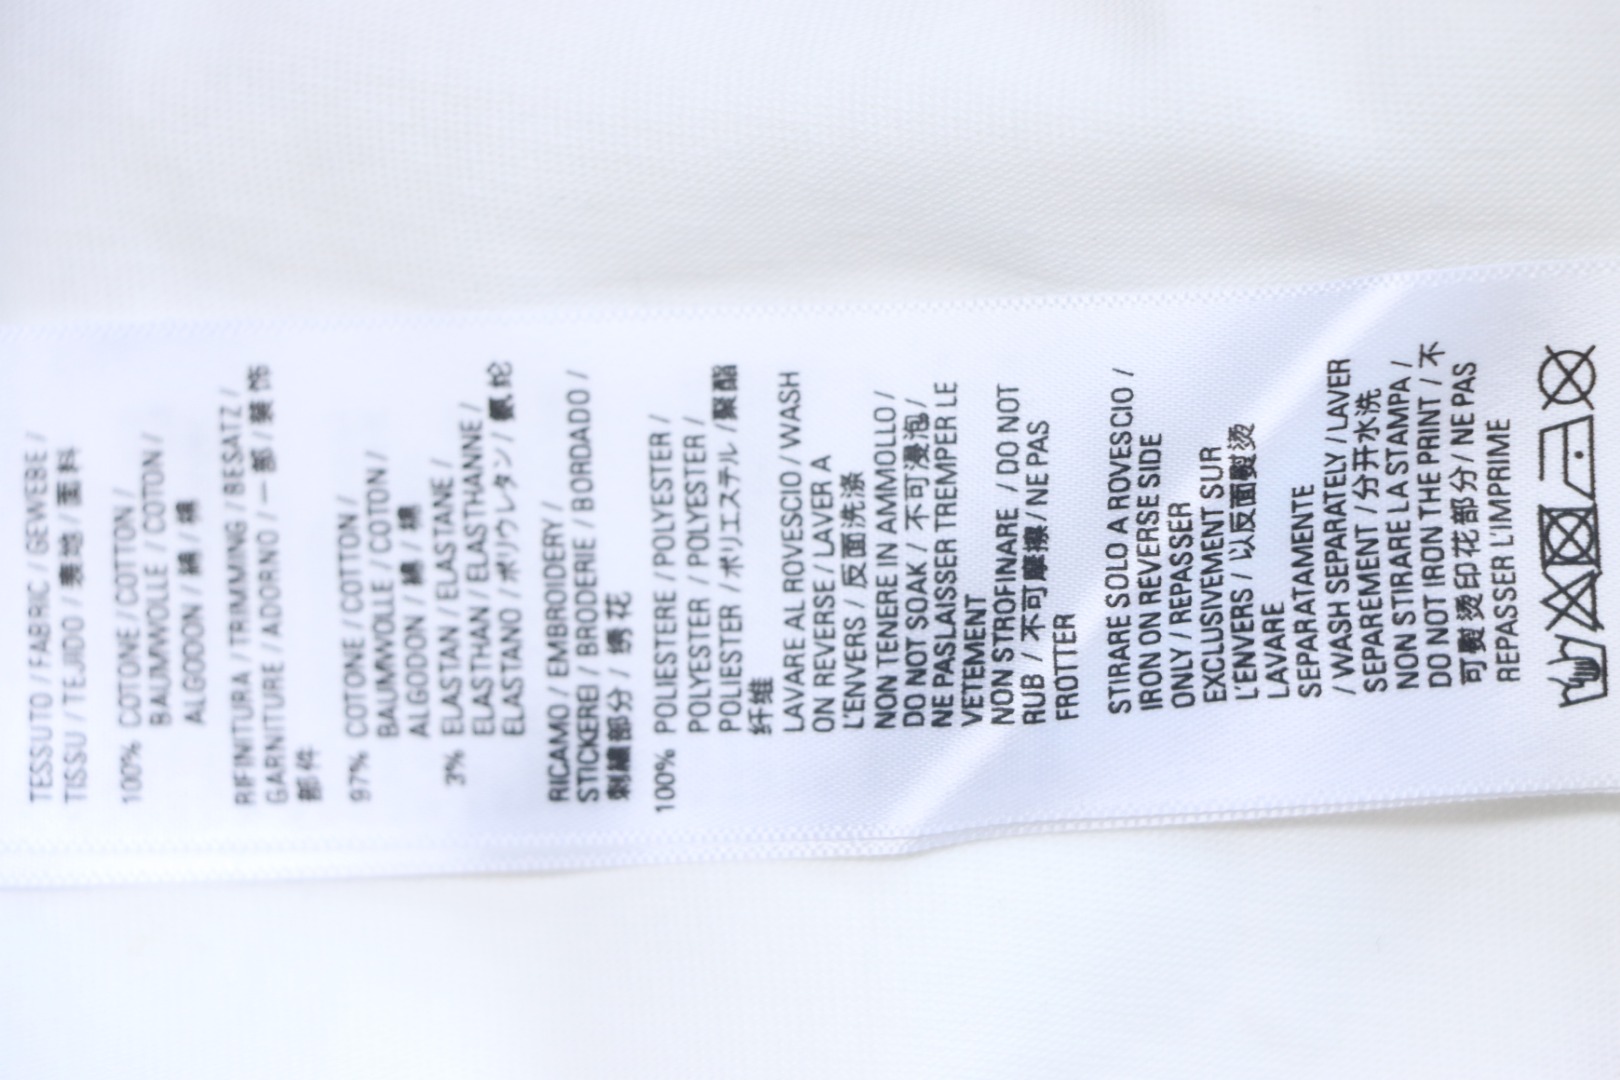 TESSUTO / FABRIC / GEWEBE /
TISSU / TEJIDO / 表地 / 面料
100% COTONE / COTTON /
BAUMWOLLE / COTON /
ALGODON / 綿 / 棉
RIFINITURA / TRIMMING / BESATZ /
GARNITURE / ADORNO / 一部 / 装饰
部件
97% COTONE / COTTON /
BAUMWOLLE / COTON /
ALGODON / 綿 / 棉
3% ELASTAN / ELASTANE /
ELASTHAN / ELASTHANNE /
ELASTANO / ポリウレタン / 氨纶
RICAMO / EMBROIDERY /
STICKEREI / BRODERIE / BORDADO /
刺繍部分 / 绣花
100% POLIESTERE / POLYESTER /
POLYESTER / POLYESTER /
POLIESTER / ポリエステル / 聚酯
纤维
LAVARE AL ROVESCIO / WASH
ON REVERSE / LAVER A
L'ENVERS / 反面洗涤
NON TENERE IN AMMOLLO /
DO NOT SOAK / 不可浸泡 /
NE PAS LAISSER TREMPER LE
VETEMENT
NON STROFINARE / DO NOT
RUB / 不可摩擦 / NE PAS
FROTTER
STIRARE SOLO A ROVESCIO /
IRON ON REVERSE SIDE
ONLY / REPASSER
EXCLUSIVEMENT SUR
L'ENVERS / 以反面熨烫
LAVARE
SEPARATAMENTE
/ WASH SEPARATELY / LAVER
SEPAREMENT / 分开水洗
NON STIRARE LA STAMPA /
DO NOT IRON THE PRINT / 不
可熨烫印花部分 / NE PAS
REPASSER L'IMPRIME